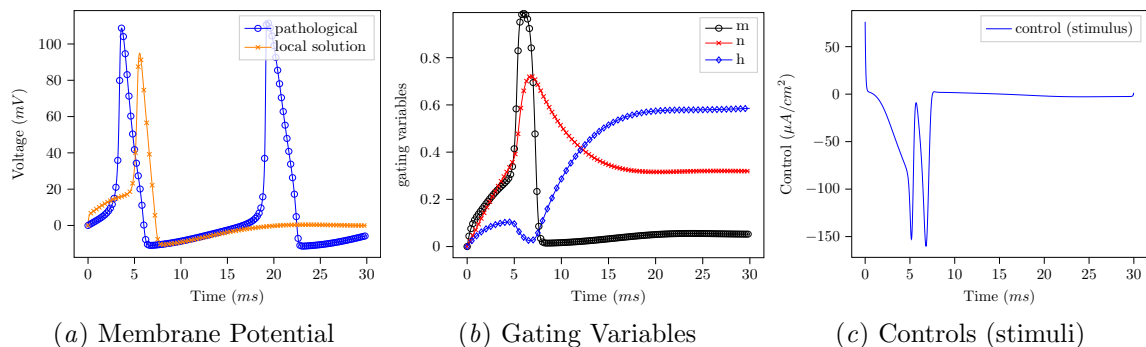 100
80
60
40
20
0
Voltage (mV)
pathological
local solution
0
5
10
15
20
25
30
Time (ms)
(a) Membrane Potential
0.8
0.6
0.4
0.2
0
gating variables
m
n
h
0
5
10
15
20
25
30
Time (ms)
(b) Gating Variables
50
0
−50
−100
−150
Control (μA/cm²)
control (stimulus)
0
5
10
15
20
25
30
Time (ms)
(c) Controls (stimuli)